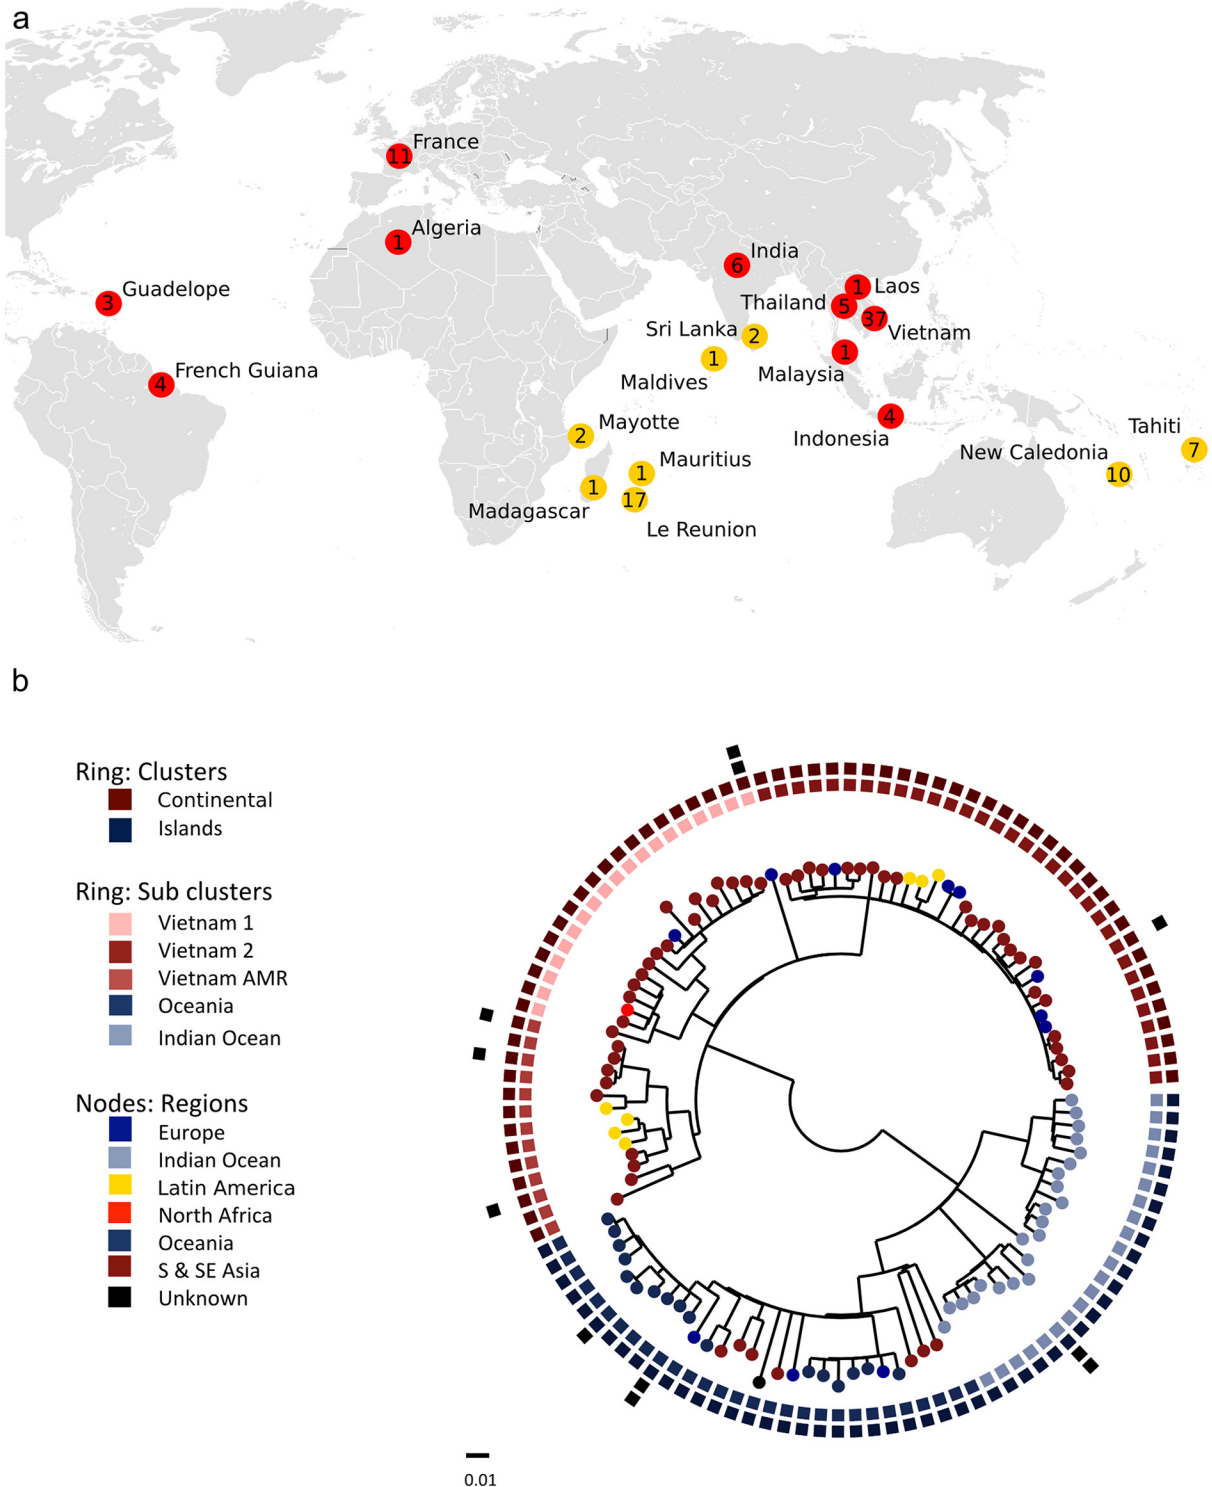 a
France
11
Algeria
1
India
6
Guadelope
3
1 Laos
Thailand 5
37
Vietnam
Sri Lanka 2
1
Maldives
1
Malaysia
French Guiana
4
4
Indonesia
Mayotte
2
Tahiti
7
New Caledonia
10
Mauritius
1
1
Madagascar
17
Le Reunion
b
Ring: Clusters
Continental
Islands
Ring: Sub clusters
Vietnam 1
Vietnam 2
Vietnam AMR
Oceania
Indian Ocean
Nodes: Regions
Europe
Indian Ocean
Latin America
North Africa
Oceania
S & SE Asia
Unknown
0.01